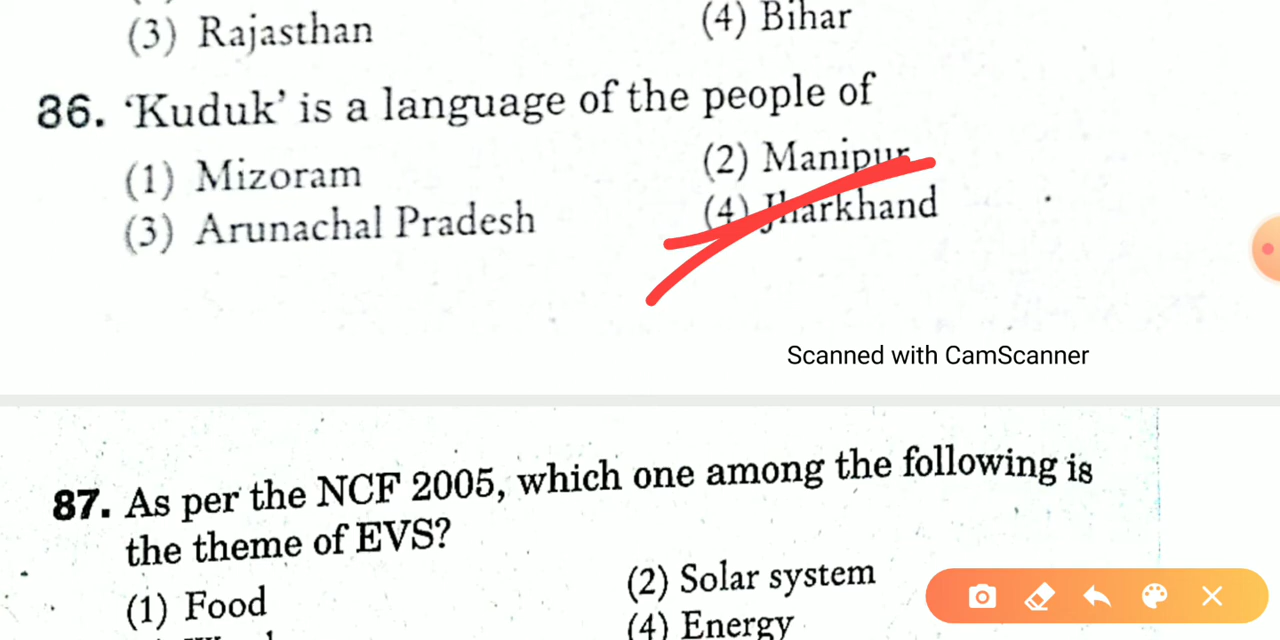 (3) Rajasthan
(4) Bihar
86. ‘Kuduk’ is a language of the people of
(1) Mizoram
(2) Manipur
(3) Arunachal Pradesh
(4) Jharkhand
Scanned with CamScanner
87. As per the NCF 2005, which one among the following is
the theme of EVS?
(1) Food
(2) Solar system
(4) Energy